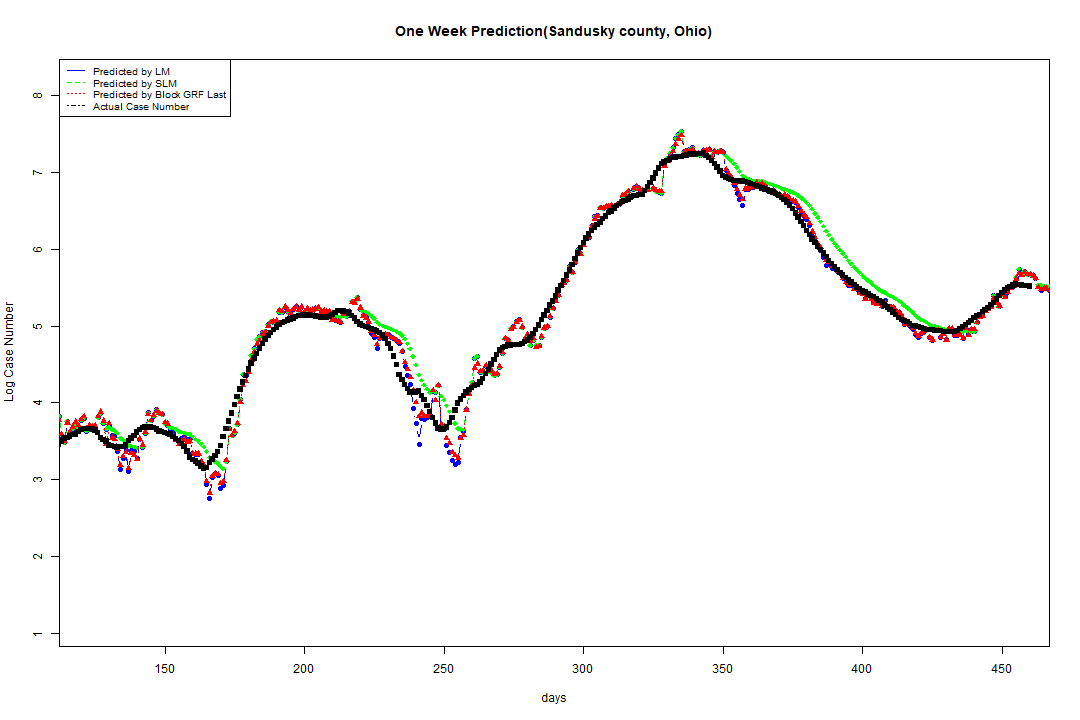 One Week Prediction(Sandusky county, Ohio)
Predicted by LM
Predicted by SLM
Predicted by Block GRF Last
Actual Case Number
8
7
6
5
4
3
2
1
Log Case Number
150 200 250 300 350 400 450
days